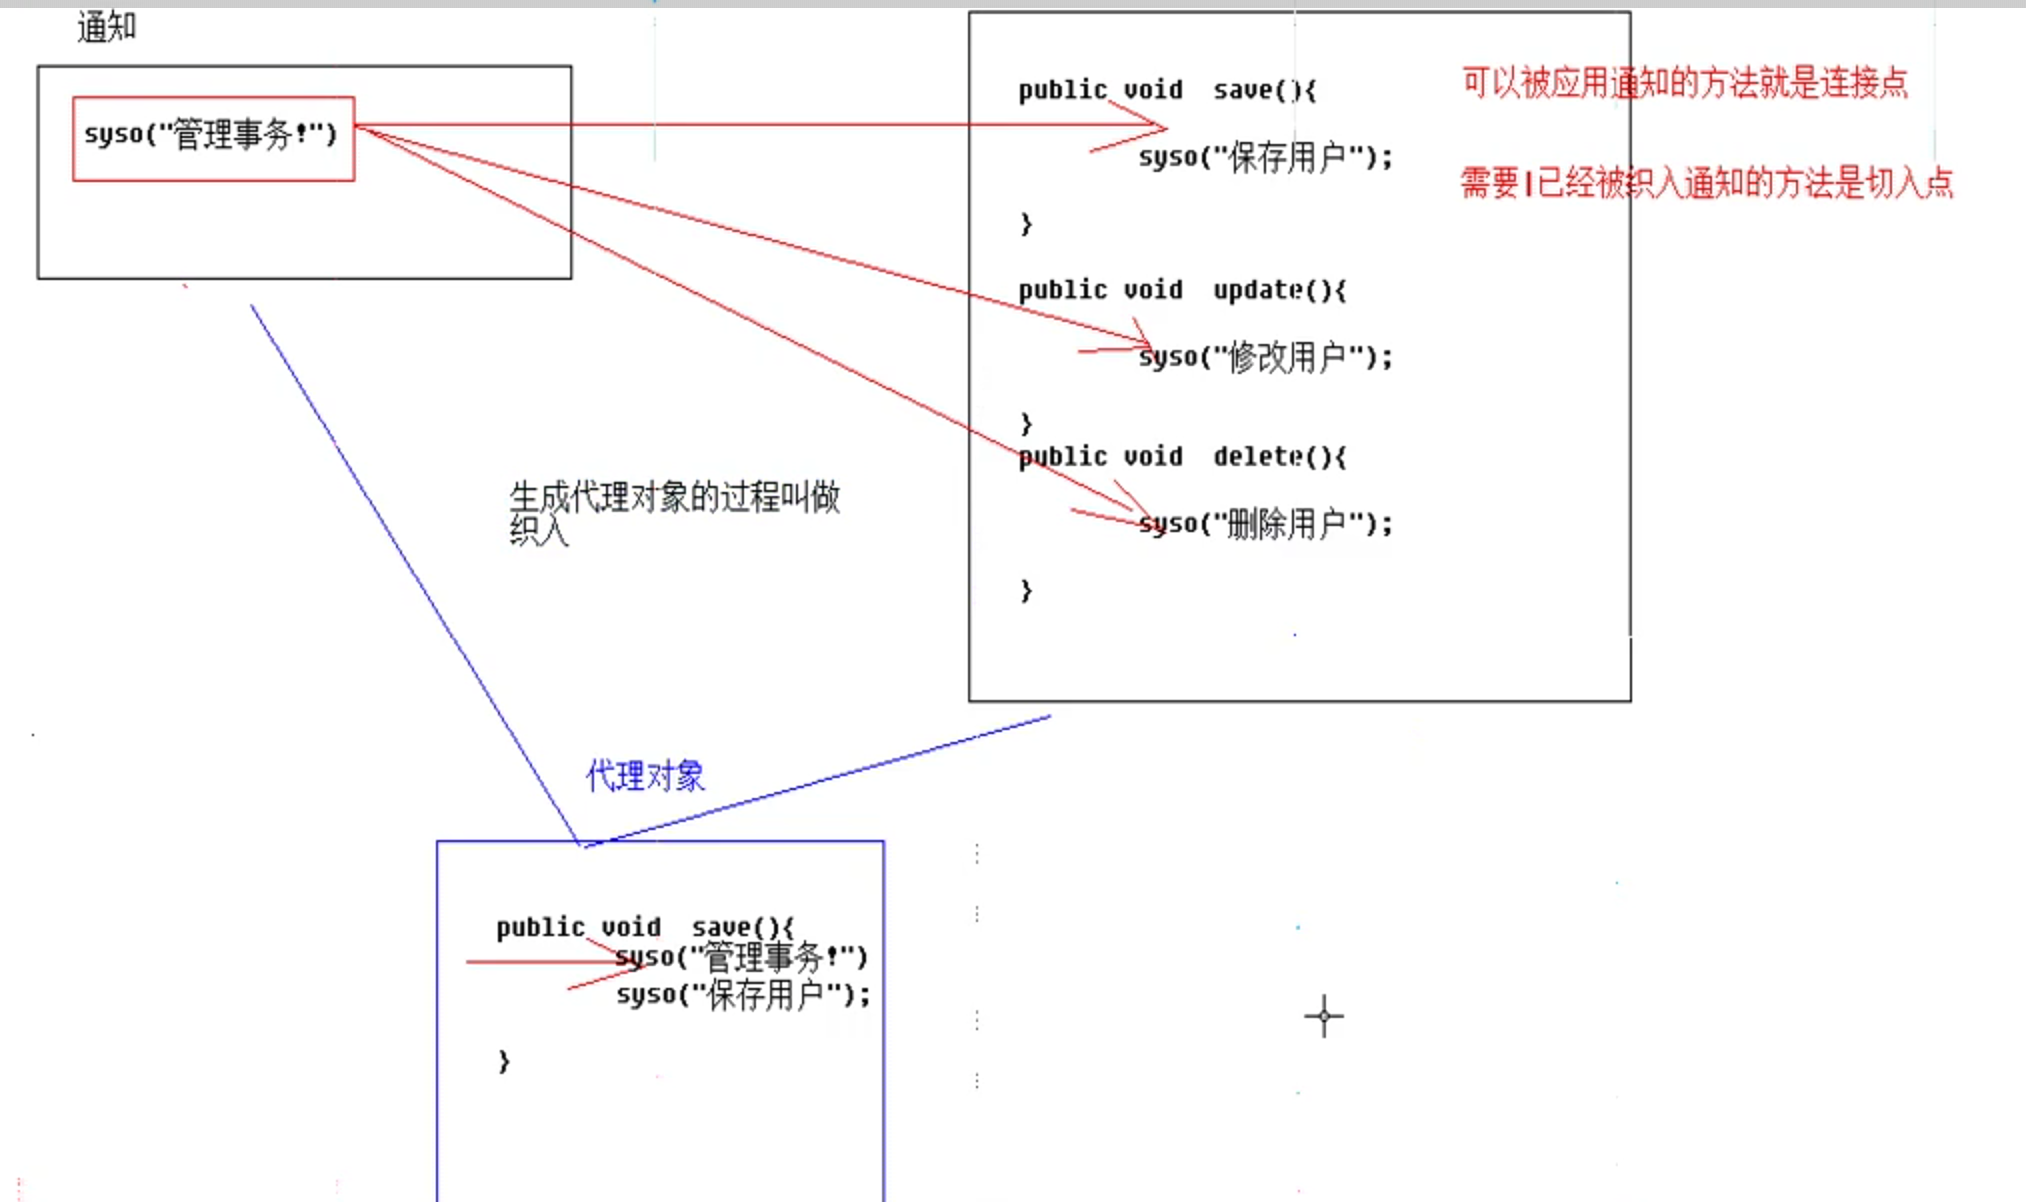 通知
syso("管理事务!")
public void save(){
syso("保存用户");
}
public void update(){
syso("修改用户");
}
public void delete(){
syso("删除用户");
}
可以被应用通知的方法就是连接点
需要|已经被织入通知的方法是切入点
生成代理对象的过程叫做
织入
代理对象
public void save(){
syso("管理事务!")
syso("保存用户");
}